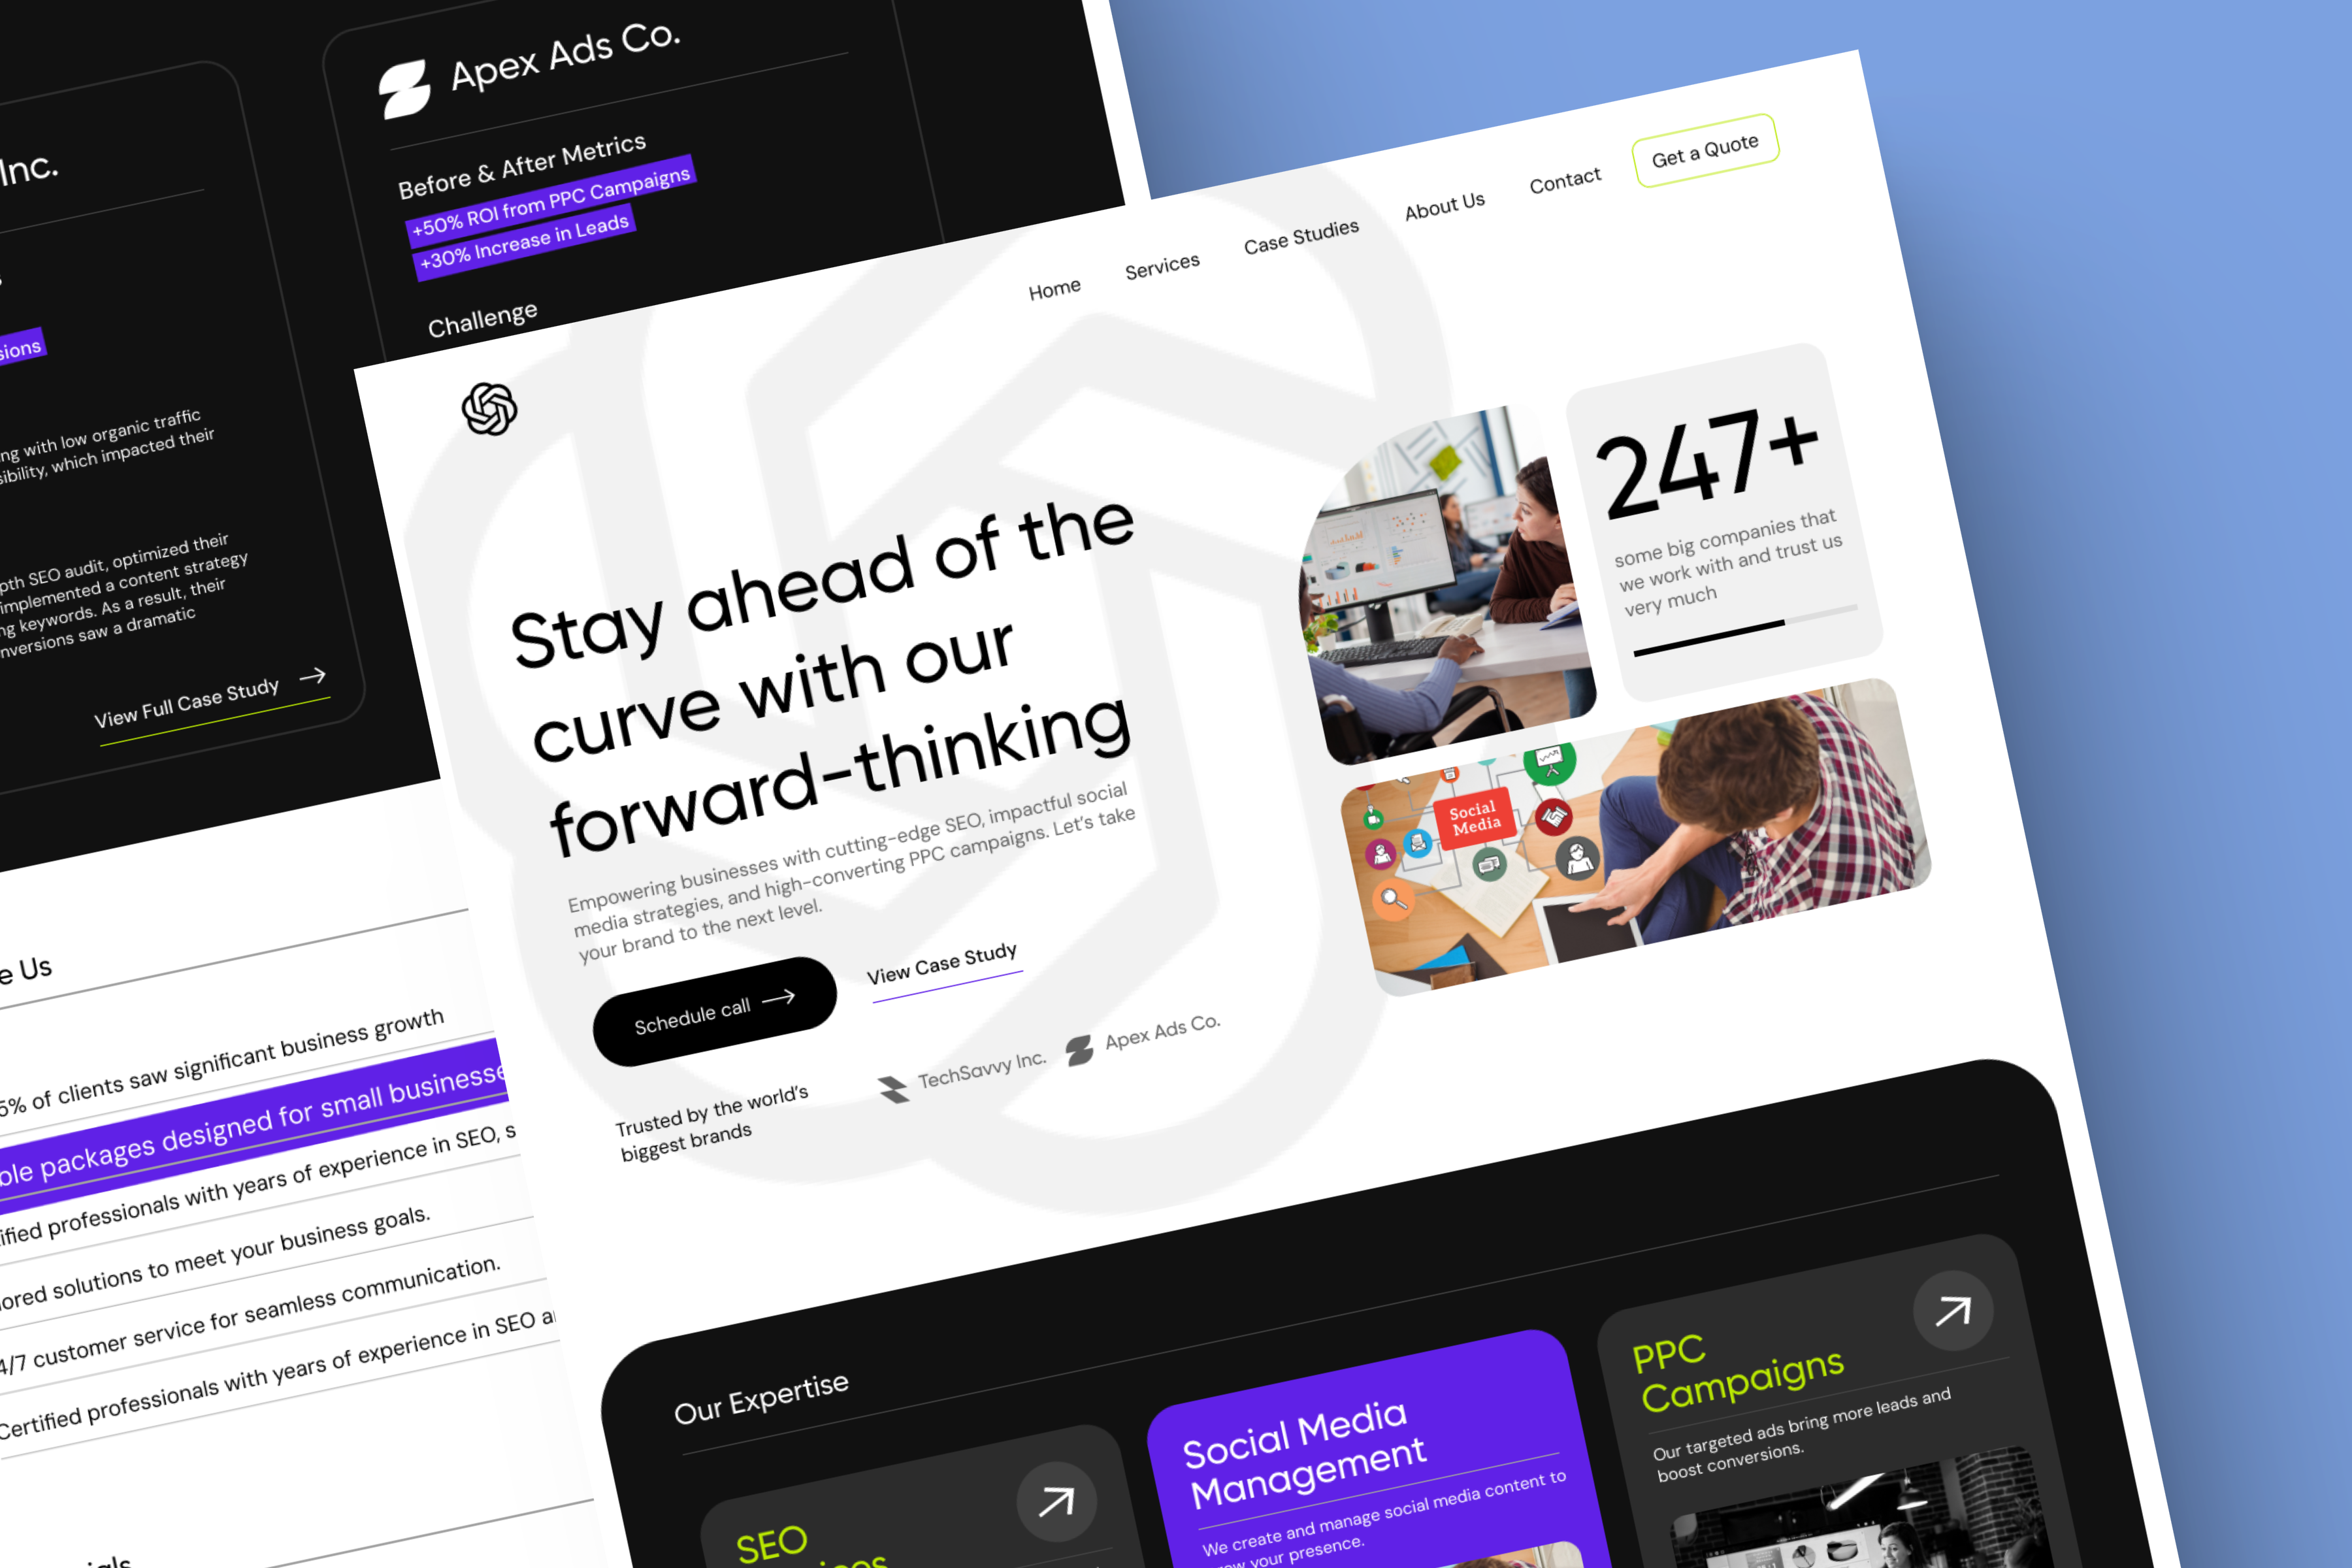 Inc.
ng with low organic traffic
sibility, which impacted their
SEO audit, optimized their
implemented a content strategy
ng keywords. As a result, their
saw a dramatic
View Full Case Study
Apex Ads Co.
Before & After Metrics
+50% ROI from PPC Campaigns
+30% Increase in Leads
Challenge
e Us
5% of clients saw significant business growth
ble packages designed for small businesse
ified professionals with years of experience in SEO, s
ored solutions to meet your business goals.
4/7 customer service for seamless communication.
Certified professionals with years of experience in SEO a
Home
Services
Case Studies
About Us
Contact
Get a Quote
Stay ahead of the
curve with our
forward-thinking
Empowering businesses with cutting-edge SEO, impactful social
media strategies, and high-converting PPC campaigns. Let's take
your brand to the next level.
Schedule call
View Case Study
Trusted by the world's
biggest brands
TechSavvy Inc.
Apex Ads Co.
247+
some big companies that
we work with and trust us
very much
Social
Media
Our Expertise
SEO
Social Media
Management
We create and manage social media content to
your presence.
PPC
Campaigns
Our targeted ads bring more leads and
boost conversions.